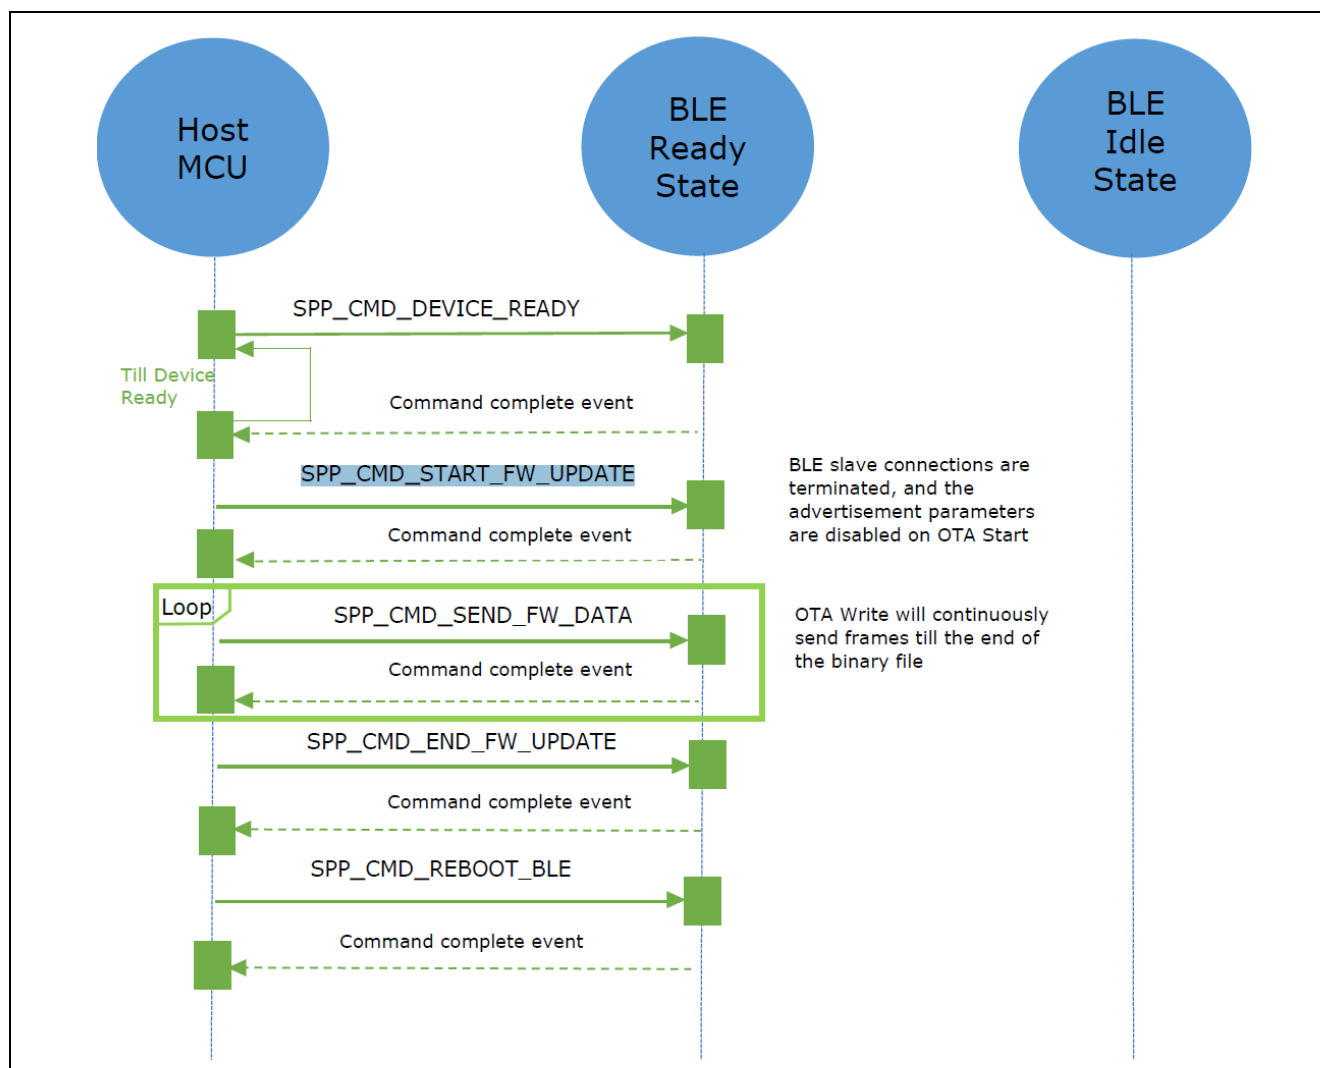 Host
MCU
BLE
Ready
State
BLE
Idle
State
SPP_CMD_DEVICE_READY
Till Device
Ready
Command complete event
SPP_CMD_START_FW_UPDATE
BLE slave connections are
terminated, and the
advertisement parameters
are disabled on OTA Start
Command complete event
Loop
SPP_CMD_SEND_FW_DATA
OTA Write will continuously
send frames till the end of
the binary file
Command complete event
SPP_CMD_END_FW_UPDATE
Command complete event
SPP_CMD_REBOOT_BLE
Command complete event